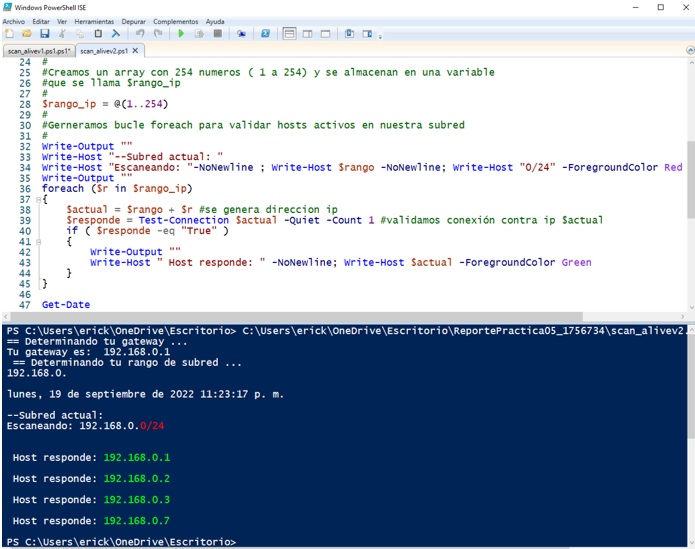 Windows PowerShell ISE
Archivo Editar Ver Herramientas Depurar Complementos Ayuda
scan_alivev1.ps1.ps1* scan_alivev2.ps1 X
24 #
25 #Creamos un array con 254 numeros ( 1 a 254) y se almacenan en una variable
26 #que se llama $rango_ip
27 #
28 $rango_ip = @(1..254)
29 #
30 #Gerneramos bucle foreach para validar hosts activos en nuestra subred
31 #
32 Write-Output ""
33 Write-Host "--Subred actual: "
34 Write-Host "Escaneando: "-NoNewline ; Write-Host $rango -NoNewline; Write-Host "0/24" -ForegroundColor Red
35 Write-Output ""
36 foreach ($r in $rango_ip)
37 {
38 $actual = $rango + $r #se genera direccion ip
39 $responde = Test-Connection $actual -Quiet -Count 1 #validamos conexión contra ip $actual
40 if ( $responde -eq "True" )
41 {
42 Write-Output ""
43 Write-Host " Host responde: " -NoNewline; Write-Host $actual -ForegroundColor Green
44 }
45 }
46
47 Get-Date
PS C:\Users\erick\OneDrive\Escritorio> C:\Users\erick\OneDrive\Escritorio\ReportePractica05_1756734\scan_alivev2.
== Determinando tu gateway ...
Tu gateway es: 192.168.0.1
== Determinando tu rango de subred ...
192.168.0.
lunes, 19 de septiembre de 2022 11:23:17 p. m.
--Subred actual:
Escaneando: 192.168.0.0/24
Host responde: 192.168.0.1
Host responde: 192.168.0.2
Host responde: 192.168.0.3
Host responde: 192.168.0.7
PS C:\Users\erick\OneDrive\Escritorio>